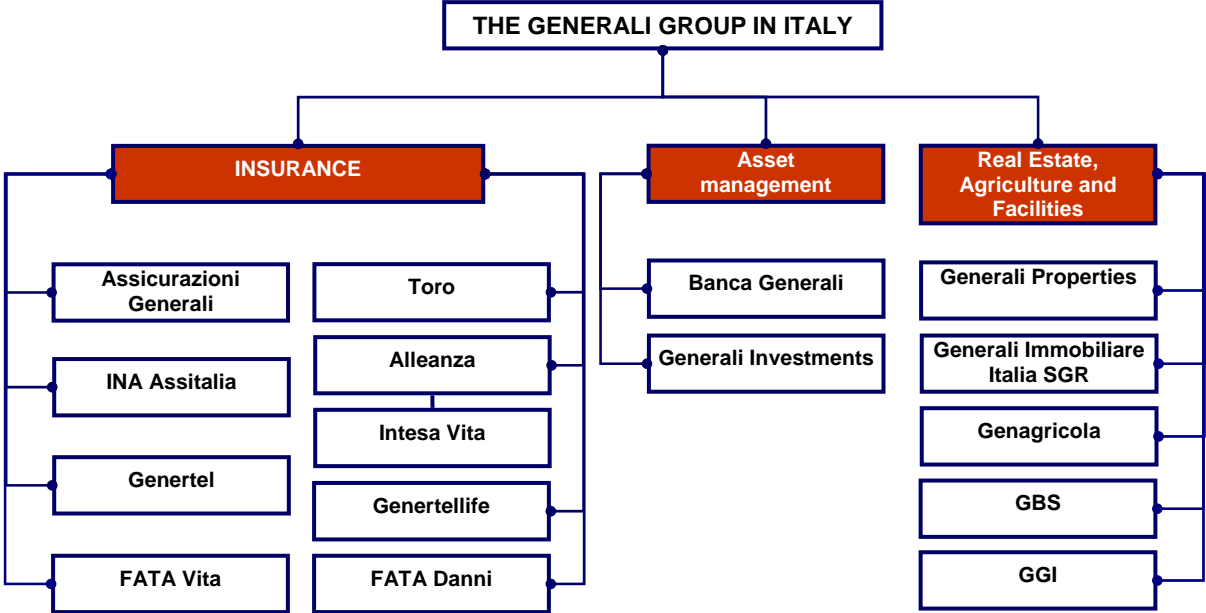 THE GENERALI GROUP IN ITALY
INSURANCE
Asset
management
Real Estate,
Agriculture and
Facilities
Assicurazioni
Generali
INA Assitalia
Genertel
FATA Vita
Toro
Alleanza
Intesa Vita
Genertellife
FATA Danni
Banca Generali
Generali Investments
Generali Properties
Generali Immobiliare
Italia SGR
Genagricola
GBS
GGI